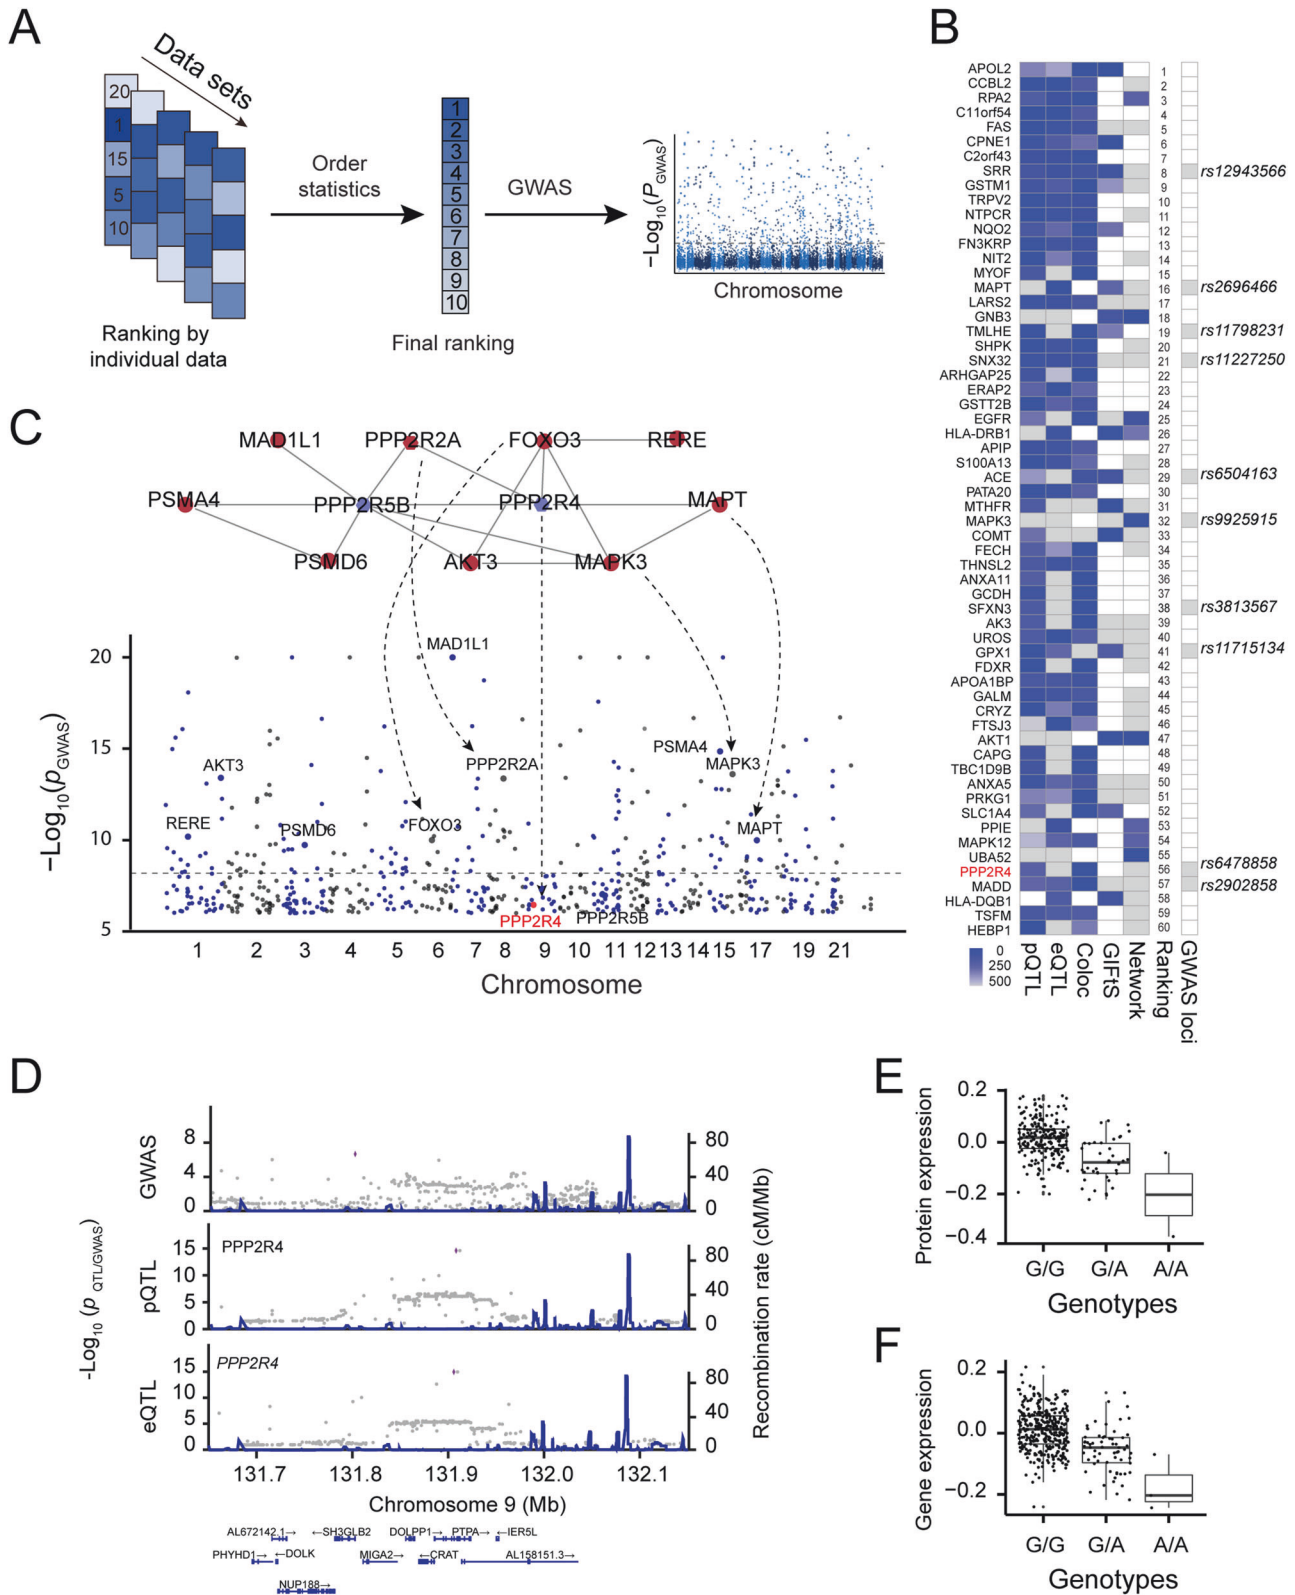 A
Data sets
20
1
15
5
10
Ranking by
individual data
Order
statistics
1
2
3
4
5
6
7
8
9
10
Final ranking
GWAS
−Log10(PGWAS)
Chromosome
B
APOL2 1
CCBL2 2
RPA2 3
C11orf54 4
FAS 5
CPNE1 6
C2orf43 7
SRR 8 rs12943566
GSTM1 9
TRPV2 10
NTPCR 11
NQO2 12
FN3KRP 13
NIT2 14
MYOF 15
MAPT 16 rs2696466
LARS2 17
GNB3 18
TMLHE 19 rs11798231
SHPK 20
SNX32 21 rs11227250
ARHGAP25 22
ERAP2 23
GSTT2B 24
EGFR 25
HLA-DRB1 26
APIP 27
S100A13 28
ACE 29 rs6504163
PATA20 30
MTHFR 31
MAPK3 32 rs9925915
COMT 33
FECH 34
THNSL2 35
ANXA11 36
GCDH 37
SFXN3 38 rs3813567
AK3 39
UROS 40
GPX1 41 rs11715134
FDXR 42
APOA1BP 43
GALM 44
CRYZ 45
FTSJ3 46
AKT1 47
CAPG 48
TBC1D9B 49
ANXA5 50
PRKG1 51
SLC1A4 52
PPIE 53
MAPK12 54
UBA52 55
PPP2R4 56 rs6478858
MADD 57 rs2902858
HLA-DQB1 58
TSFM 59
HEBP1 60
0
250
500
pQTL
eQTL
Coloc
GIFtS
Network
Ranking
GWAS loci
C
MAD1L1 PPP2R2A FOXO3 RERE
PSMA4 PPP2R5B PPP2R4 MAPT
PSMD6 AKT3 MAPK3
−Log10(pGWAS)
20
15
10
5
MAD1L1
PSMA4
AKT3 PPP2R2A MAPK3
RERE PSMD6 FOXO3 MAPT
PPP2R4 PPP2R5B
1 2 3 4 5 6 7 8 9 10 11 12 13 14 15 17 19 21
Chromosome
D
-Log10 (p QTL/GWAS)
GWAS
8
4
0
80
40
0
pQTL
PPP2R4
15
10
5
0
80
40
0
eQTL
PPP2R4
15
10
5
0
80
40
0
Recombination rate (cM/Mb)
131.7 131.8 131.9 132.0 132.1
Chromosome 9 (Mb)
AL672142.1→ ←SH3GLB2 DOLPP1→ PTPA→ ←IER5L
PHYHD1→ ←DOLK MIGA2→ ←CRAT AL158151.3→
NUP188→
E
Protein expression
0.2
0.0
−0.2
−0.4
G/G G/A A/A
Genotypes
F
Gene expression
0.2
0.0
−0.2
G/G G/A A/A
Genotypes